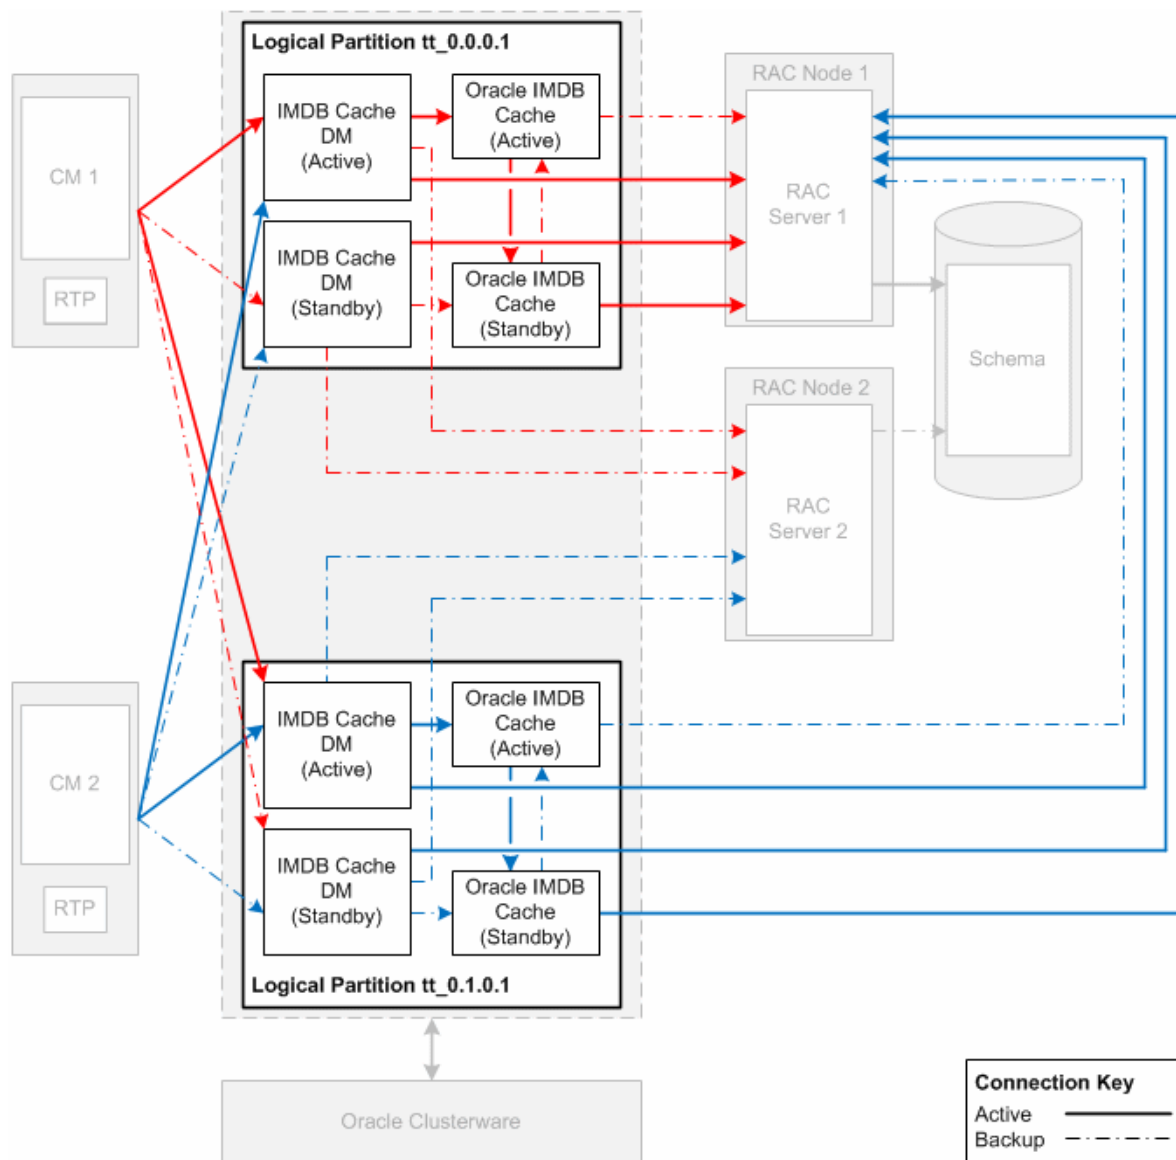 Logical Partition tt_0.0.0.1
CM 1
RTP
IMDB Cache
DM
(Active)
Oracle IMDB
Cache
(Active)
IMDB Cache
DM
(Standby)
Oracle IMDB
Cache
(Standby)
RAC Node 1
RAC
Server 1
Schema
RAC Node 2
RAC
Server 2
CM 2
RTP
IMDB Cache
DM
(Active)
Oracle IMDB
Cache
(Active)
IMDB Cache
DM
(Standby)
Oracle IMDB
Cache
(Standby)
Logical Partition tt_0.1.0.1
Oracle Clusterware
Connection Key
Active
Backup